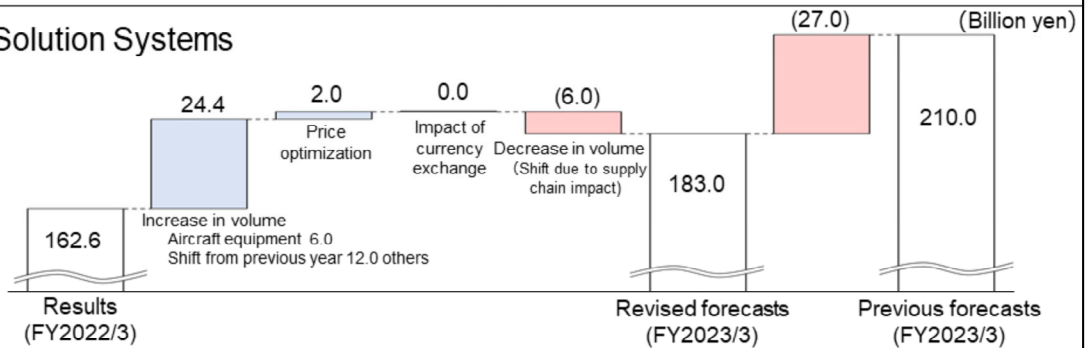 Solution Systems
(Billion yen)
162.6
Results
(FY2022/3)
24.4
Increase in volume
Aircraft equipment 6.0
Shift from previous year 12.0 others
2.0
Price
optimization
0.0
Impact of
currency
exchange
(6.0)
Decrease in volume
(Shift due to supply
chain impact)
183.0
Revised forecasts
(FY2023/3)
(27.0)
210.0
Previous forecasts
(FY2023/3)